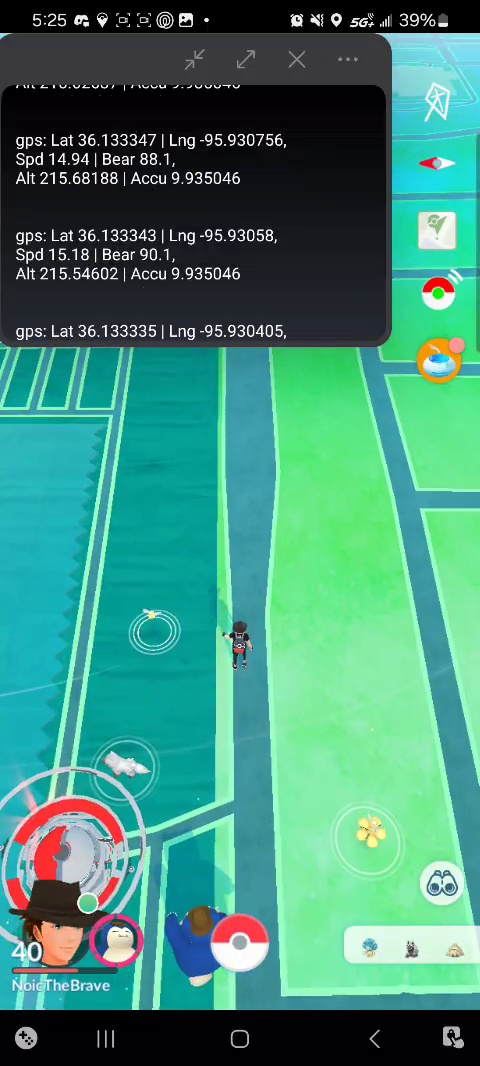 5:25
5G+ 39%
gps: Lat 36.133347 | Lng -95.930756,
Spd 14.94 | Bear 88.1,
Alt 215.68188 | Accu 9.935046
gps: Lat 36.133343 | Lng -95.93058,
Spd 15.18 | Bear 90.1,
Alt 215.54602 | Accu 9.935046
gps: Lat 36.133335 | Lng -95.930405,
40
NoicTheBrave